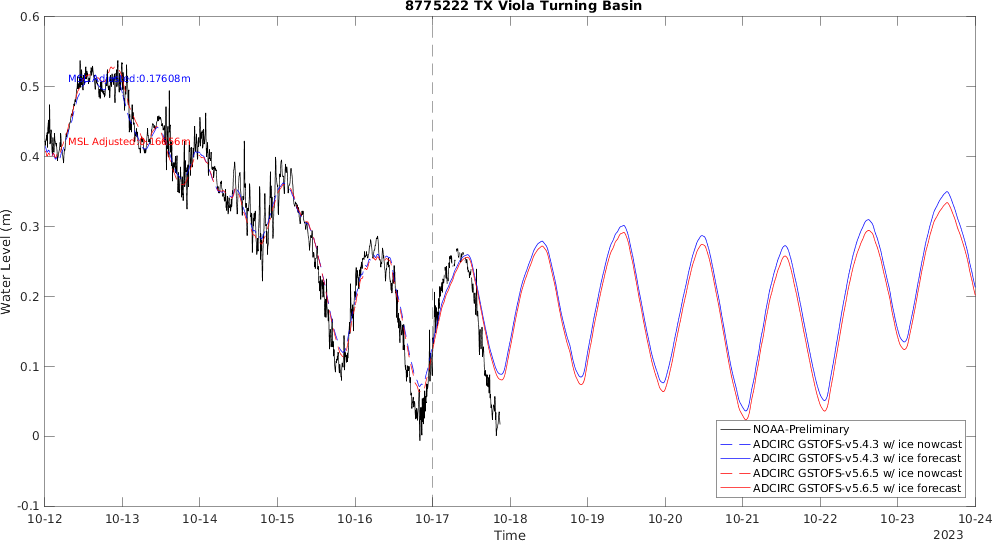 8775222 TX Viola Turning Basin
0.6
0.5
0.4
0.3
0.2
0.1
0
-0.1
Water Level (m)
MSL Adjusted:0.17608m
MSL Adjusted:
NOAA-Preliminary
ADCIRC GSTOFS-v5.4.3 w/ ice nowcast
ADCIRC GSTOFS-v5.4.3 w/ ice forecast
ADCIRC GSTOFS-v5.6.5 w/ ice nowcast
ADCIRC GSTOFS-v5.6.5 w/ ice forecast
10-12 10-13 10-14 10-15 10-16 10-17 10-18 10-19 10-20 10-21 10-22 10-23 10-24
Time
2023